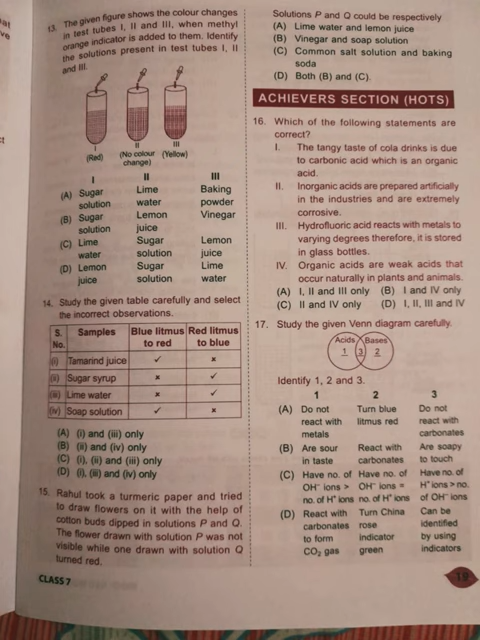 13. The given figure shows the colour changes
in test tubes I, II and III, when methyl
orange indicator is added to them. Identify
the solutions present in test tubes I, II
and III.
I II III
(Red) (No colour change) (Yellow)
I II III
(A) Sugar solution Lime water Baking powder
(B) Sugar solution Lemon juice Vinegar
(C) Lime water Sugar solution Lemon juice
(D) Lemon juice Sugar solution Lime water
14. Study the given table carefully and select
the incorrect observations.
S. No. Samples Blue litmus to red Red litmus to blue
(i) Tamarind juice ✓ ×
(ii) Sugar syrup × ✓
(iii) Lime water × ✓
(iv) Soap solution ✓ ×
(A) (i) and (iii) only
(B) (ii) and (iv) only
(C) (i), (ii) and (iii) only
(D) (i), (iii) and (iv) only
15. Rahul took a turmeric paper and tried
to draw flowers on it with the help of
cotton buds dipped in solutions P and Q.
The flower drawn with solution P was not
visible while one drawn with solution Q
turned red.
CLASS 7
Solutions P and Q could be respectively
(A) Lime water and lemon juice
(B) Vinegar and soap solution
(C) Common salt solution and baking
soda
(D) Both (B) and (C).
ACHIEVERS SECTION (HOTS)
16. Which of the following statements are
correct?
I. The tangy taste of cola drinks is due
to carbonic acid which is an organic
acid.
II. Inorganic acids are prepared artificially
in the industries and are extremely
corrosive.
III. Hydrofluoric acid reacts with metals to
varying degrees therefore, it is stored
in glass bottles.
IV. Organic acids are weak acids that
occur naturally in plants and animals.
(A) I, II and III only (B) I and IV only
(C) II and IV only (D) I, II, III and IV
17. Study the given Venn diagram carefully.
Acids Bases
1 3 2
Identify 1, 2 and 3.
1 2 3
(A) Do not react with metals Turn blue litmus red Do not react with carbonates
(B) Are sour in taste React with carbonates Are soapy to touch
(C) Have no. of OH⁻ ions > no. of H⁺ ions Have no. of OH⁻ ions = no. of H⁺ ions Have no. of H⁺ ions > no. of OH⁻ ions
(D) React with carbonates to form CO₂ gas Turn China rose indicator green Can be identified by using indicators
19